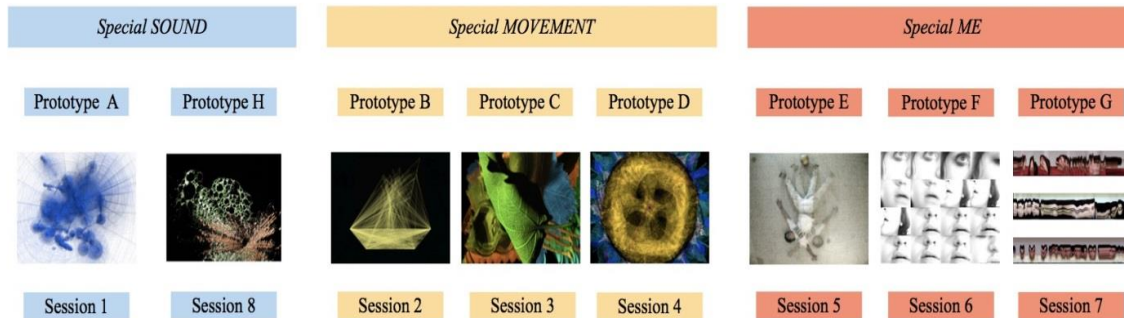 Special SOUND
Special MOVEMENT
Special ME
Prototype A
Prototype H
Prototype B
Prototype C
Prototype D
Prototype E
Prototype F
Prototype G
Session 1
Session 8
Session 2
Session 3
Session 4
Session 5
Session 6
Session 7